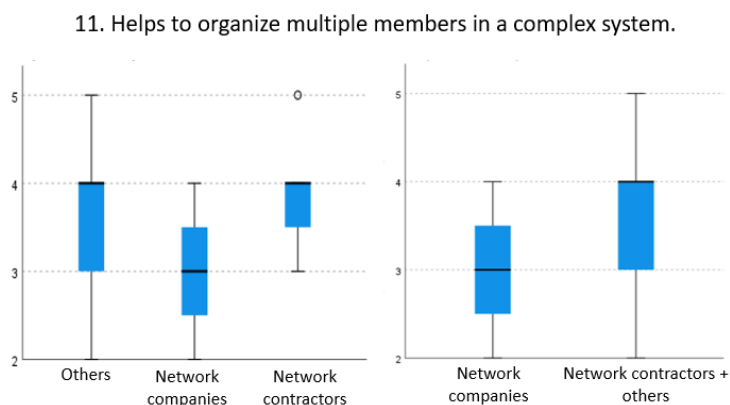 11. Helps to organize multiple members in a complex system.
5
4
3
2
Others
Network
companies
Network
contractors
5
4
3
2
Network
companies
Network contractors +
others